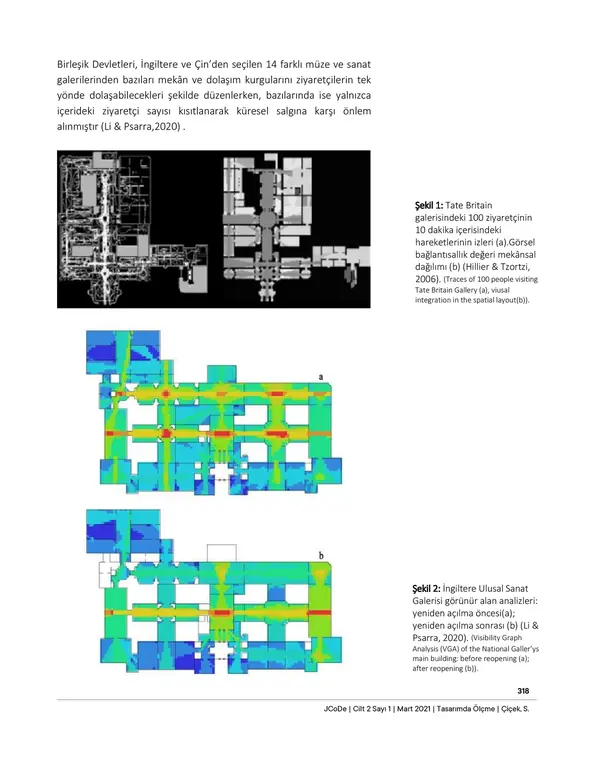 Birleşik Devletleri, İngiltere ve Çin'den seçilen 14 farklı müze ve sanat
galerilerinden bazıları mekân ve dolaşım kurgularını ziyaretçilerin tek
yönde dolaşabilecekleri şekilde düzenlerken, bazılarında ise yalnızca
içerideki ziyaretçi sayısı kısıtlanarak küresel salgına karşı önlem
alınmıştır (Li & Psarra,2020) .
Şekil 1: Tate Britain
galerisindeki 100 ziyaretçinin
10 dakika içerisindeki
hareketlerinin izleri (a).Görsel
bağlantısallık değeri mekânsal
dağılımı (b) (Hillier & Tzortzi,
2006). (Traces of 100 people visiting
Tate Britain Gallery (a), viusal
integration in the spatial layout(b)).
a
b
Şekil 2: İngiltere Ulusal Sanat
Galerisi görünür alan analizleri:
yeniden açılma öncesi(a);
yeniden açılma sonrası (b) (Li &
Psarra, 2020). (Visibility Graph
Analysis (VGA) of the National Galler'ys
main building: before reopening (a);
after reopening (b)).
318
JCoDe | Cilt 2 Sayı 1 | Mart 2021 | Tasarımda Ölçme | Çiçek, S.